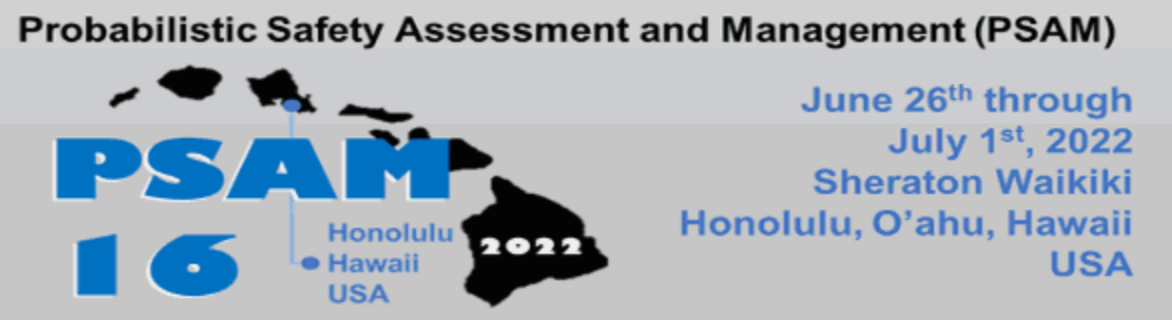 Probabilistic Safety Assessment and Management (PSAM)
PSAM
16
Honolulu
Hawaii
USA
2022
June 26th through
July 1st, 2022
Sheraton Waikiki
Honolulu, O’ahu, Hawaii
USA